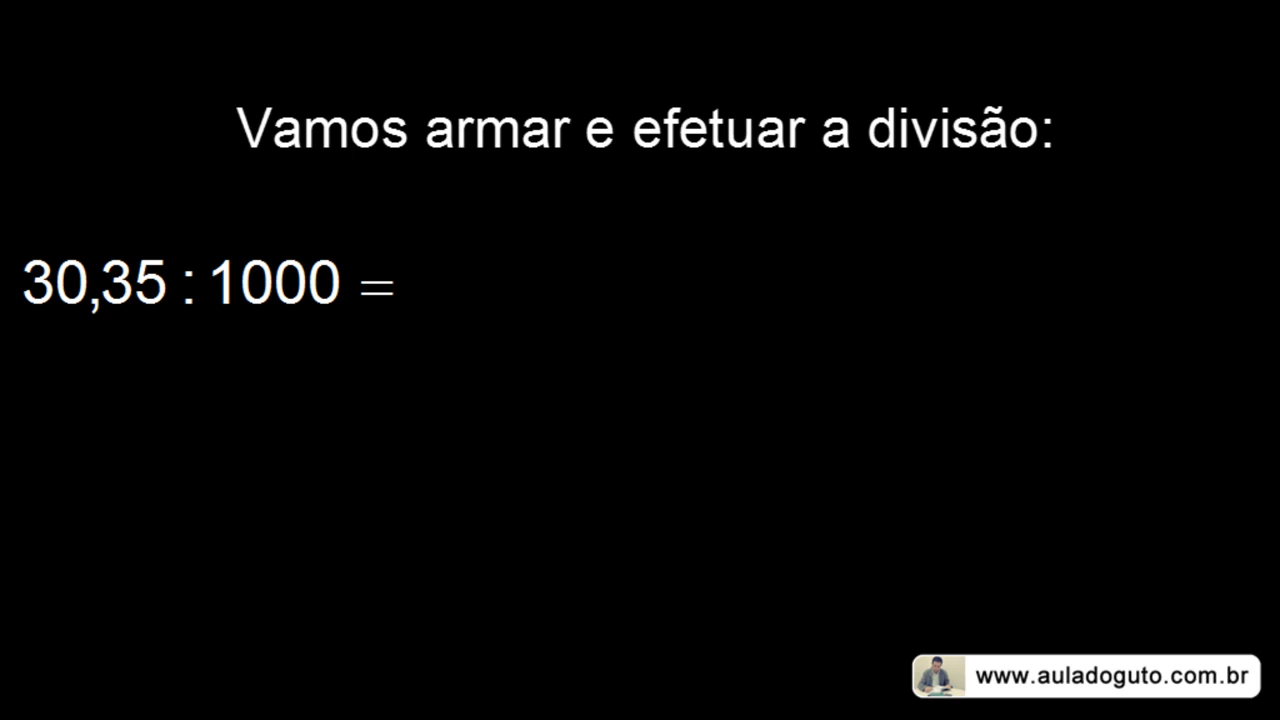 Vamos armar e efetuar a divisão:
30,35 : 1000 =
www.auladoguto.com.br